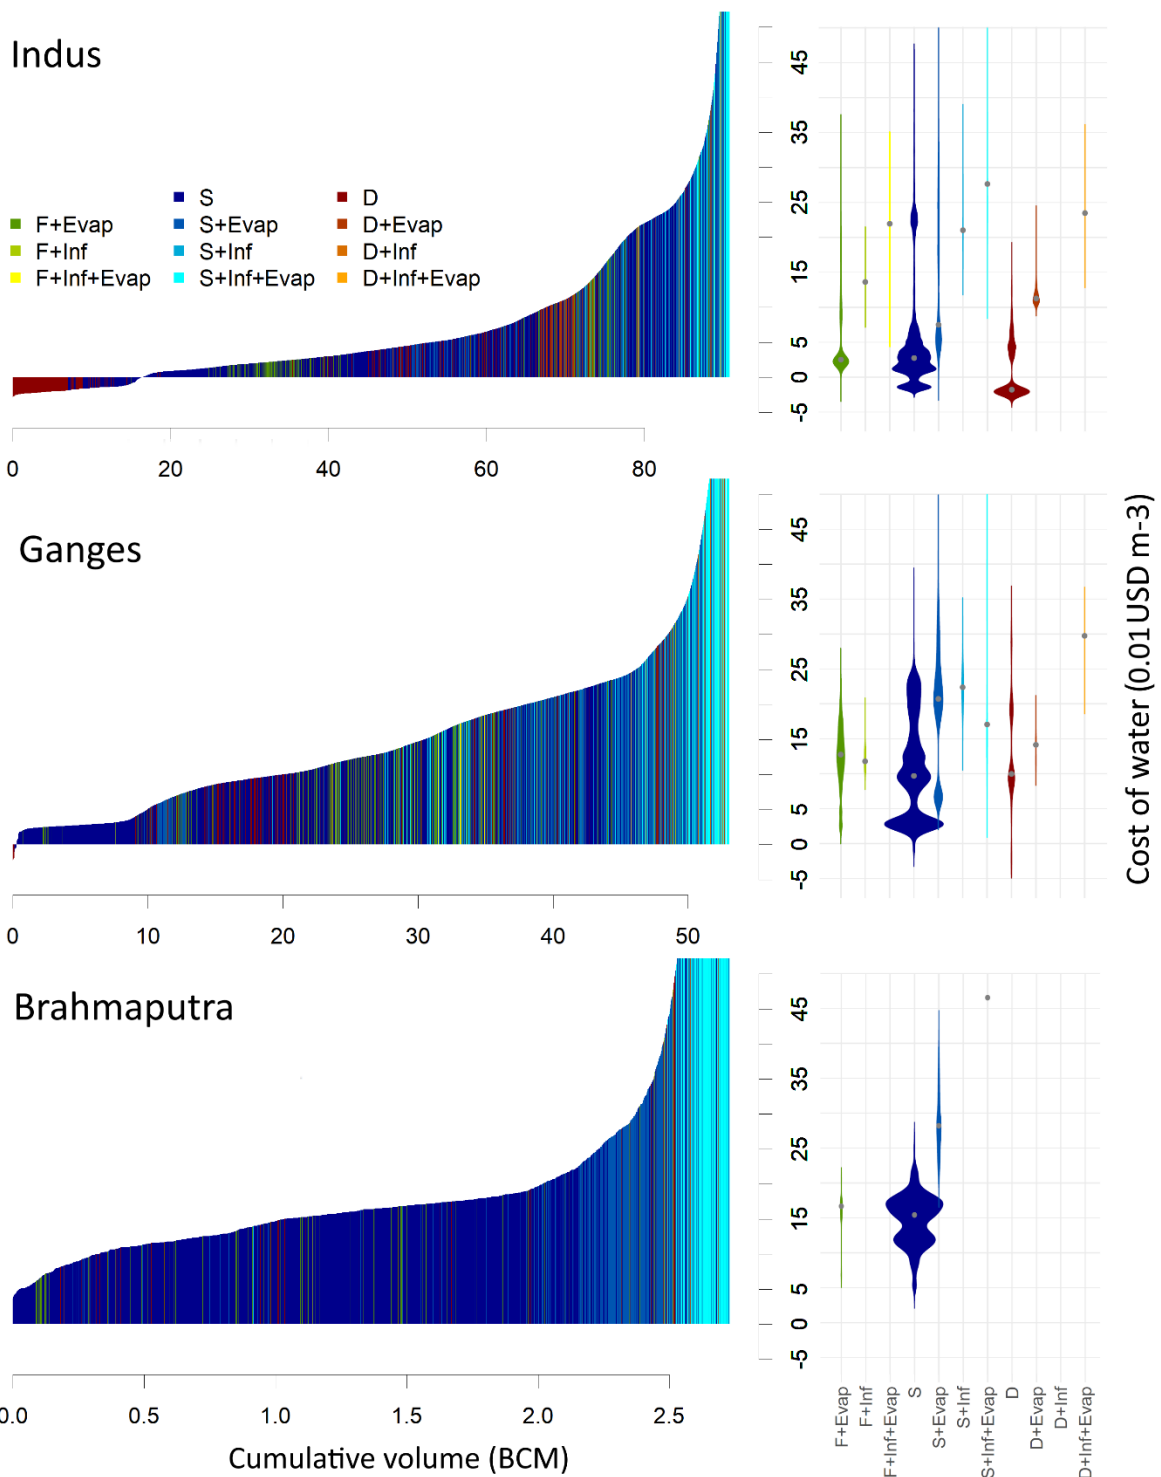 Indus
S
D
F+Evap
S+Evap
D+Evap
F+Inf
S+Inf
D+Inf
F+Inf+Evap
S+Inf+Evap
D+Inf+Evap
0 20 40 60 80
45
35
25
15
5
0
-5
Ganges
0 10 20 30 40 50
45
35
25
15
5
0
-5
Cost of water (0.01 USD m-3)
Brahmaputra
0.0 0.5 1.0 1.5 2.0 2.5
Cumulative volume (BCM)
45
35
25
15
5
0
-5
F+Evap
F+Inf
F+Inf+Evap
S
S+Evap
S+Inf
S+Inf+Evap
D
D+Evap
D+Inf
D+Inf+Evap